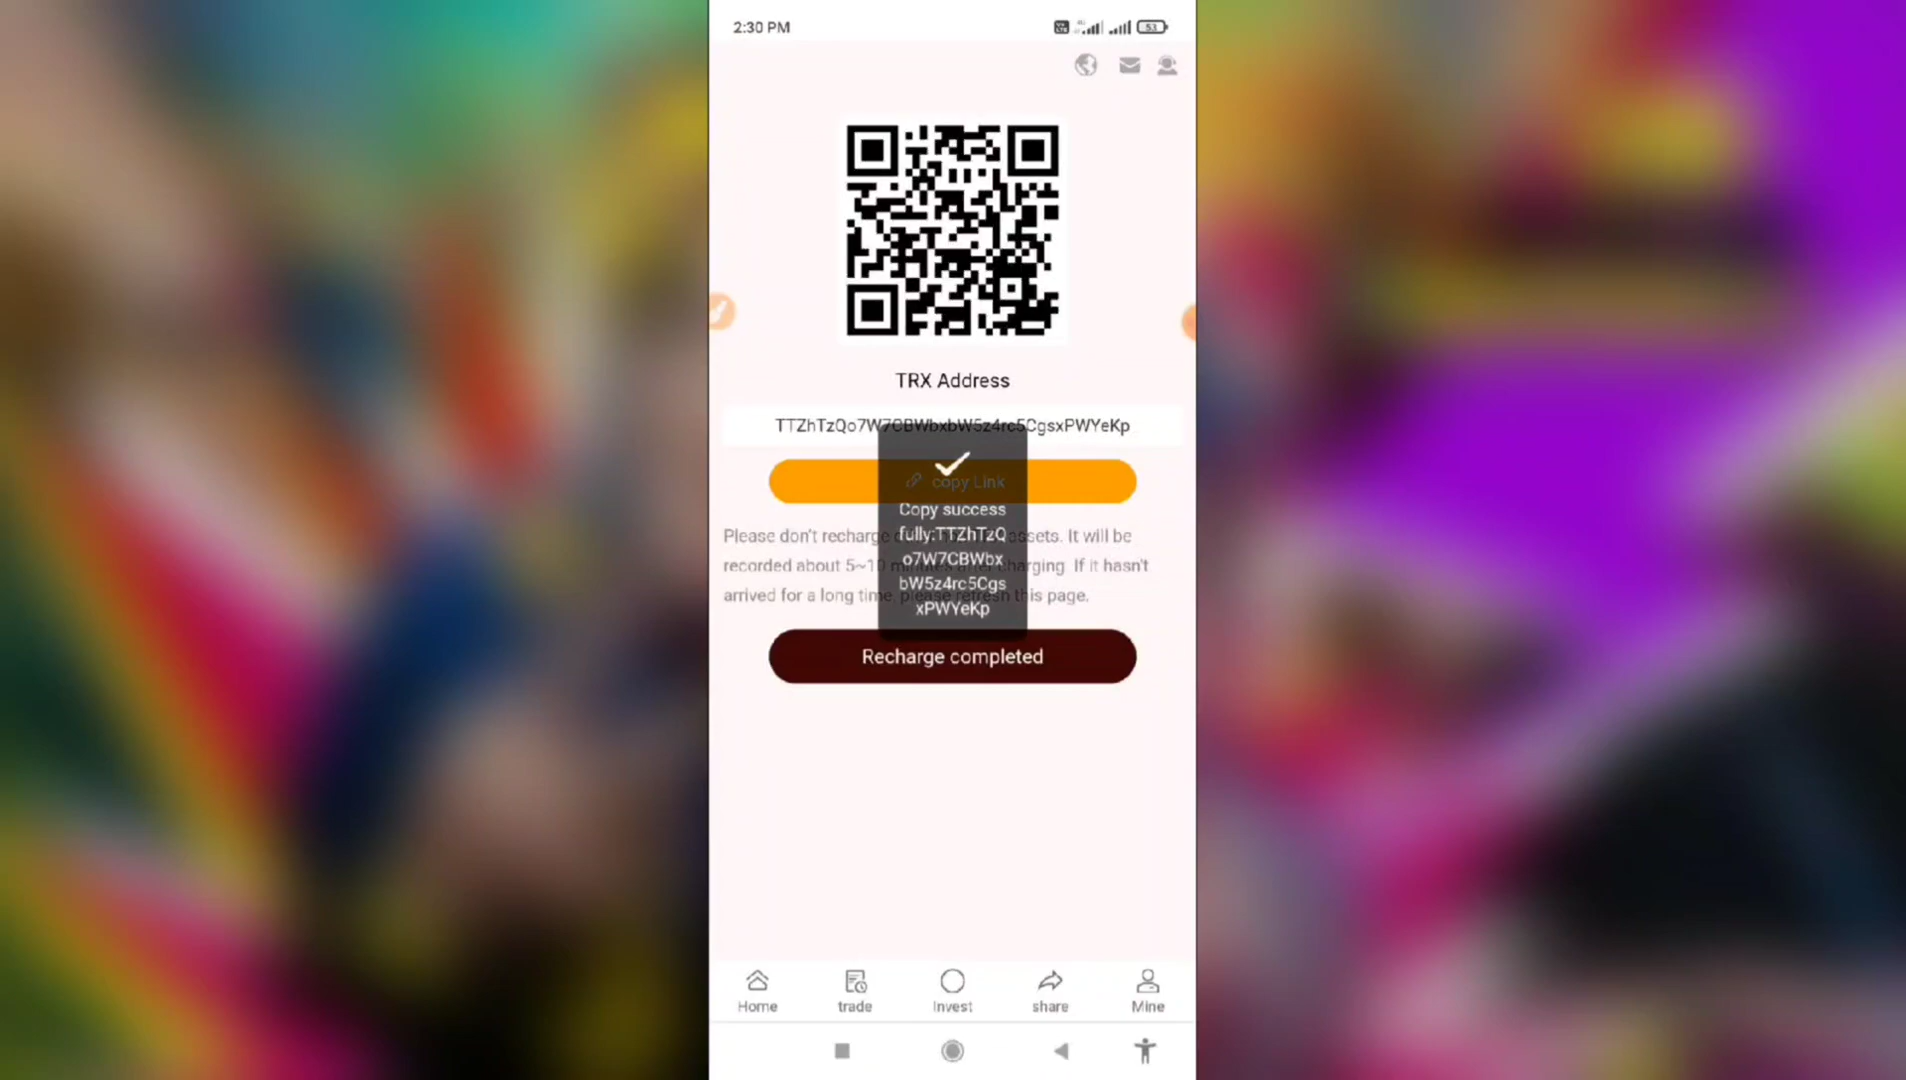 2:30 PM
53
TRX Address
TTZhTzQo7W7CBWbxbW5z4rc5CgsxPWYeKp
copy Link
Copy success
fully:TTZhTzQ
o7W7CBWbx
bW5z4rc5Cgs
xPWYeKp
Please don't recharge assets. It will be
recorded about 5~10 minutes after charging. If it hasn't
arrived for a long time, please refresh this page.
Recharge completed
Home
trade
Invest
share
Mine